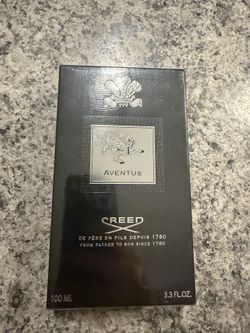 AVENTUS
CREED
DE PÈRE EN FILS DEPUIS 1760
FROM FATHER TO SON SINCE 1760
100 ML 3.3 FL.OZ.